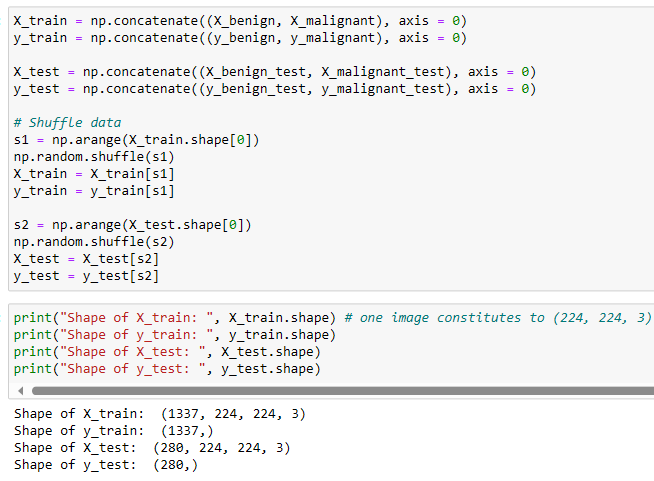 X_train = np.concatenate((X_benign, X_malignant), axis = 0)
y_train = np.concatenate((y_benign, y_malignant), axis = 0)

X_test = np.concatenate((X_benign_test, X_malignant_test), axis = 0)
y_test = np.concatenate((y_benign_test, y_malignant_test), axis = 0)

# Shuffle data
s1 = np.arange(X_train.shape[0])
np.random.shuffle(s1)
X_train = X_train[s1]
y_train = y_train[s1]

s2 = np.arange(X_test.shape[0])
np.random.shuffle(s2)
X_test = X_test[s2]
y_test = y_test[s2]

print("Shape of X_train: ", X_train.shape) # one image constitutes to (224, 224, 3)
print("Shape of y_train: ", y_train.shape)
print("Shape of X_test: ", X_test.shape)
print("Shape of y_test: ", y_test.shape)

Shape of X_train:  (1337, 224, 224, 3)
Shape of y_train:  (1337,)
Shape of X_test:  (280, 224, 224, 3)
Shape of y_test:  (280,)